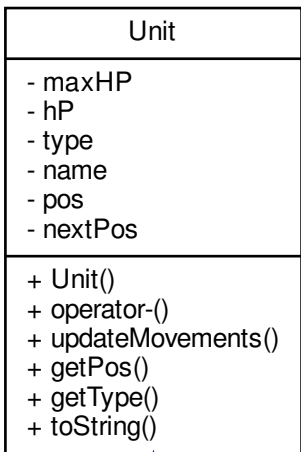 Unit
- maxHP
- hP
- type
- name
- pos
- nextPos
+ Unit()
+ operator-()
+ updateMovements()
+ getPos()
+ getType()
+ toString()